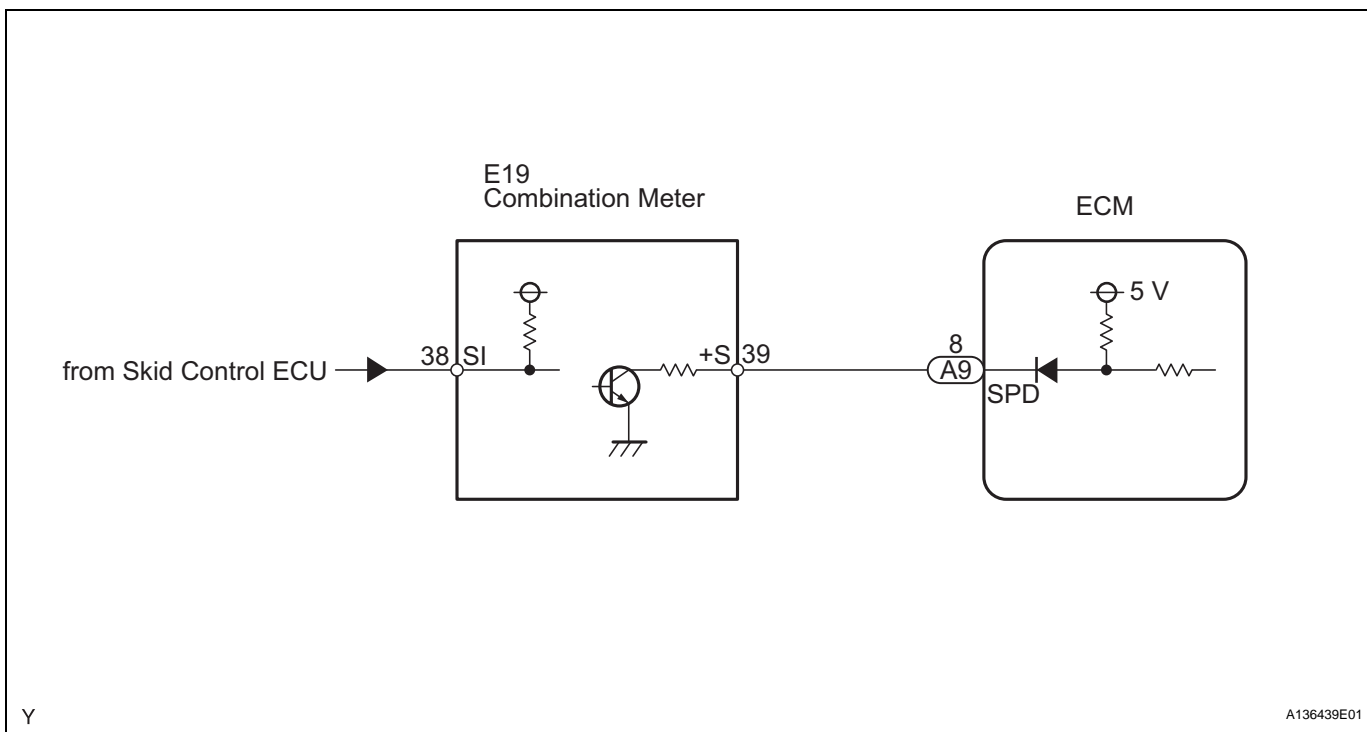 E19
Combination Meter
ECM
5 V
from Skid Control ECU
38 SI
+S 39
8
A9
SPD
Y
A136439E01